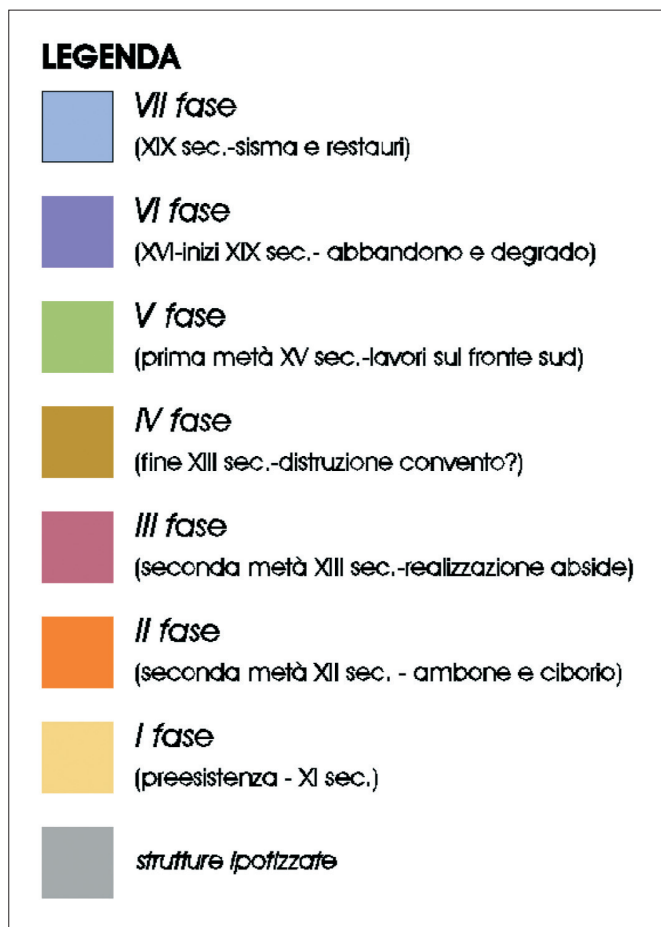 LEGENDA
VII fase
(XIX sec.-sisma e restauri)
VI fase
(XVI-inizi XIX sec.- abbandono e degrado)
V fase
(prima metà XV sec.-lavori sul fronte sud)
IV fase
(fine XIII sec.-distruzione convento?)
III fase
(seconda metà XIII sec.-realizzazione abside)
II fase
(seconda metà XII sec. - ambone e ciborio)
I fase
(preesistenza - XI sec.)
strutture ipotizzate